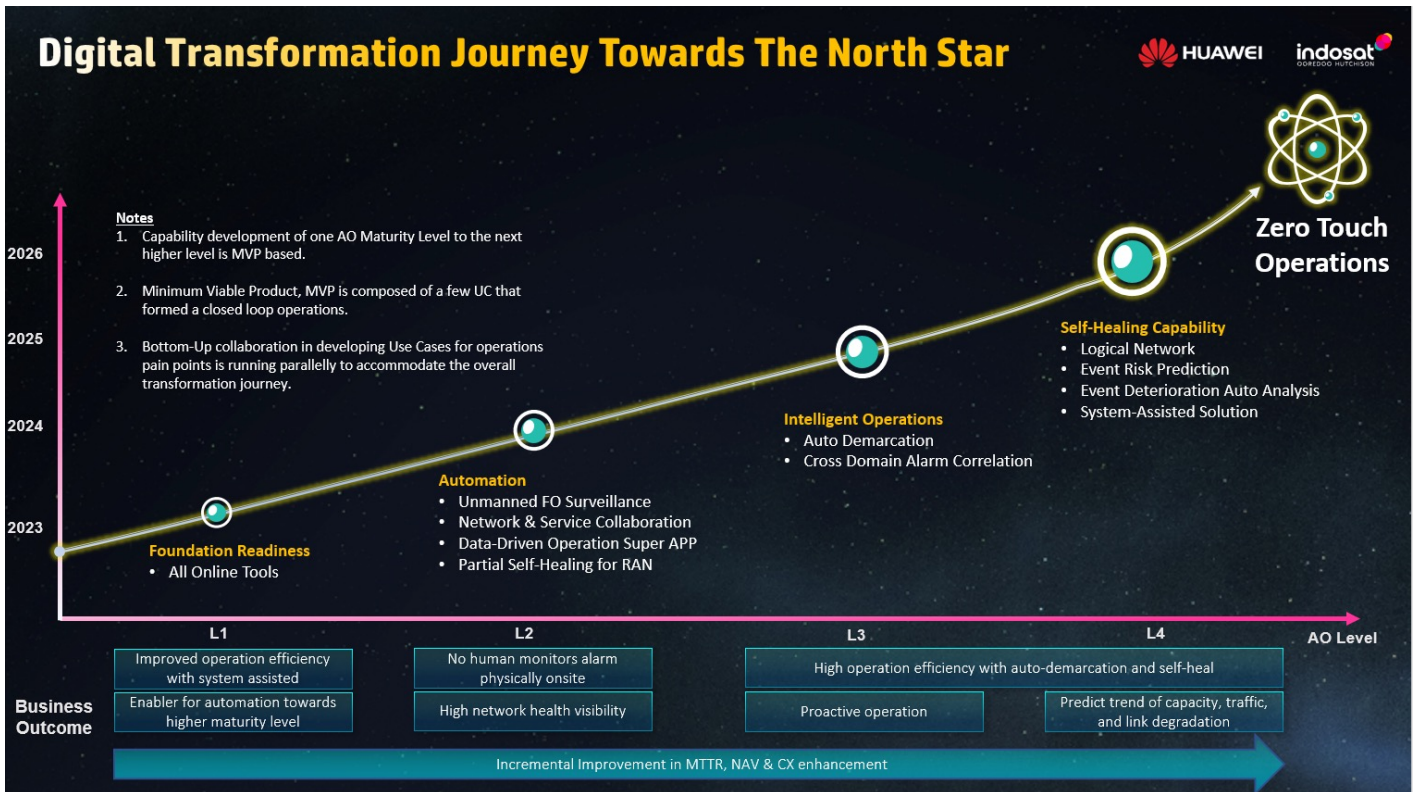 Digital Transformation Journey Towards The North Star
HUAWEI
indosat
OOREDOO HUTCHISON
Zero Touch
Operations
Notes
1. Capability development of one AO Maturity Level to the next
higher level is MVP based.
2. Minimum Viable Product, MVP is composed of a few UC that
formed a closed loop operations.
3. Bottom-Up collaboration in developing Use Cases for operations
pain points is running parallelly to accommodate the overall
transformation journey.
2026
2025
2024
2023
Foundation Readiness
• All Online Tools
Automation
• Unmanned FO Surveillance
• Network & Service Collaboration
• Data-Driven Operation Super APP
• Partial Self-Healing for RAN
Intelligent Operations
• Auto Demarcation
• Cross Domain Alarm Correlation
Self-Healing Capability
• Logical Network
• Event Risk Prediction
• Event Deterioration Auto Analysis
• System-Assisted Solution
L1
L2
L3
L4
AO Level
Business
Outcome
Improved operation efficiency
with system assisted
Enabler for automation towards
higher maturity level
No human monitors alarm
physically onsite
High network health visibility
High operation efficiency with auto-demarcation and self-heal
Proactive operation
Predict trend of capacity, traffic,
and link degradation
Incremental Improvement in MTTR, NAV & CX enhancement